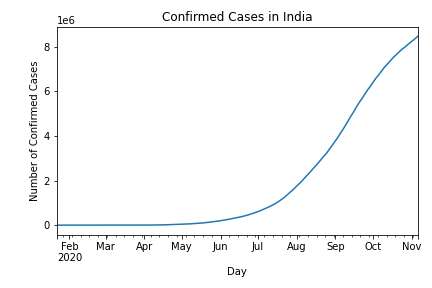 Confirmed Cases in India
1e6
8
6
4
2
0
Number of Confirmed Cases
Feb Mar Apr May Jun Jul Aug Sep Oct Nov
2020
Day